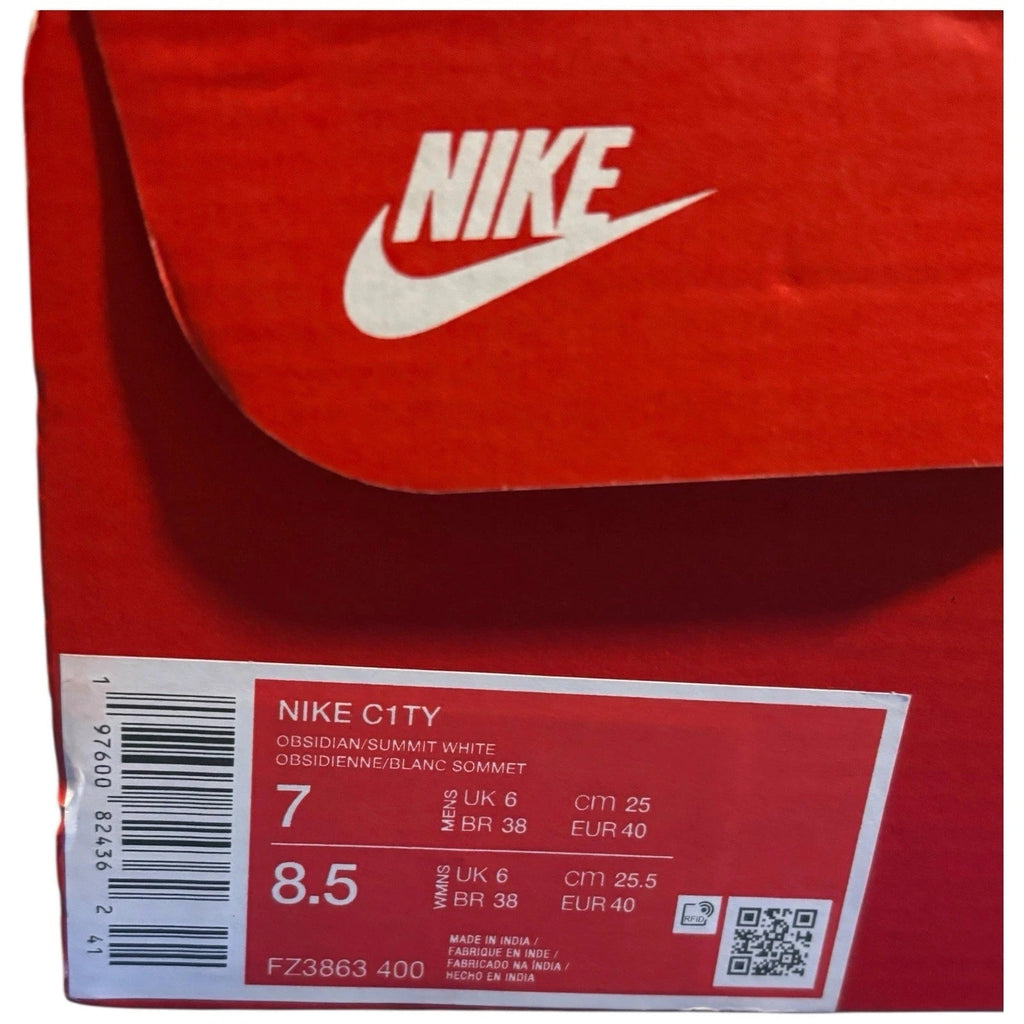 NIKE
NIKE C1TY
OBSIDIAN/SUMMIT WHITE
OBSIDIENNE/BLANC SOMMET
7 MENS UK 6 cm 25
BR 38 EUR 40
8.5 WMNS UK 6 cm 25.5
BR 38 EUR 40
FZ3863 400
MADE IN INDIA /
FABRIQUE EN INDE /
FABRICADO NA ÍNDIA /
HECHO EN INDIA
RFID
1 97600 82436 2 41